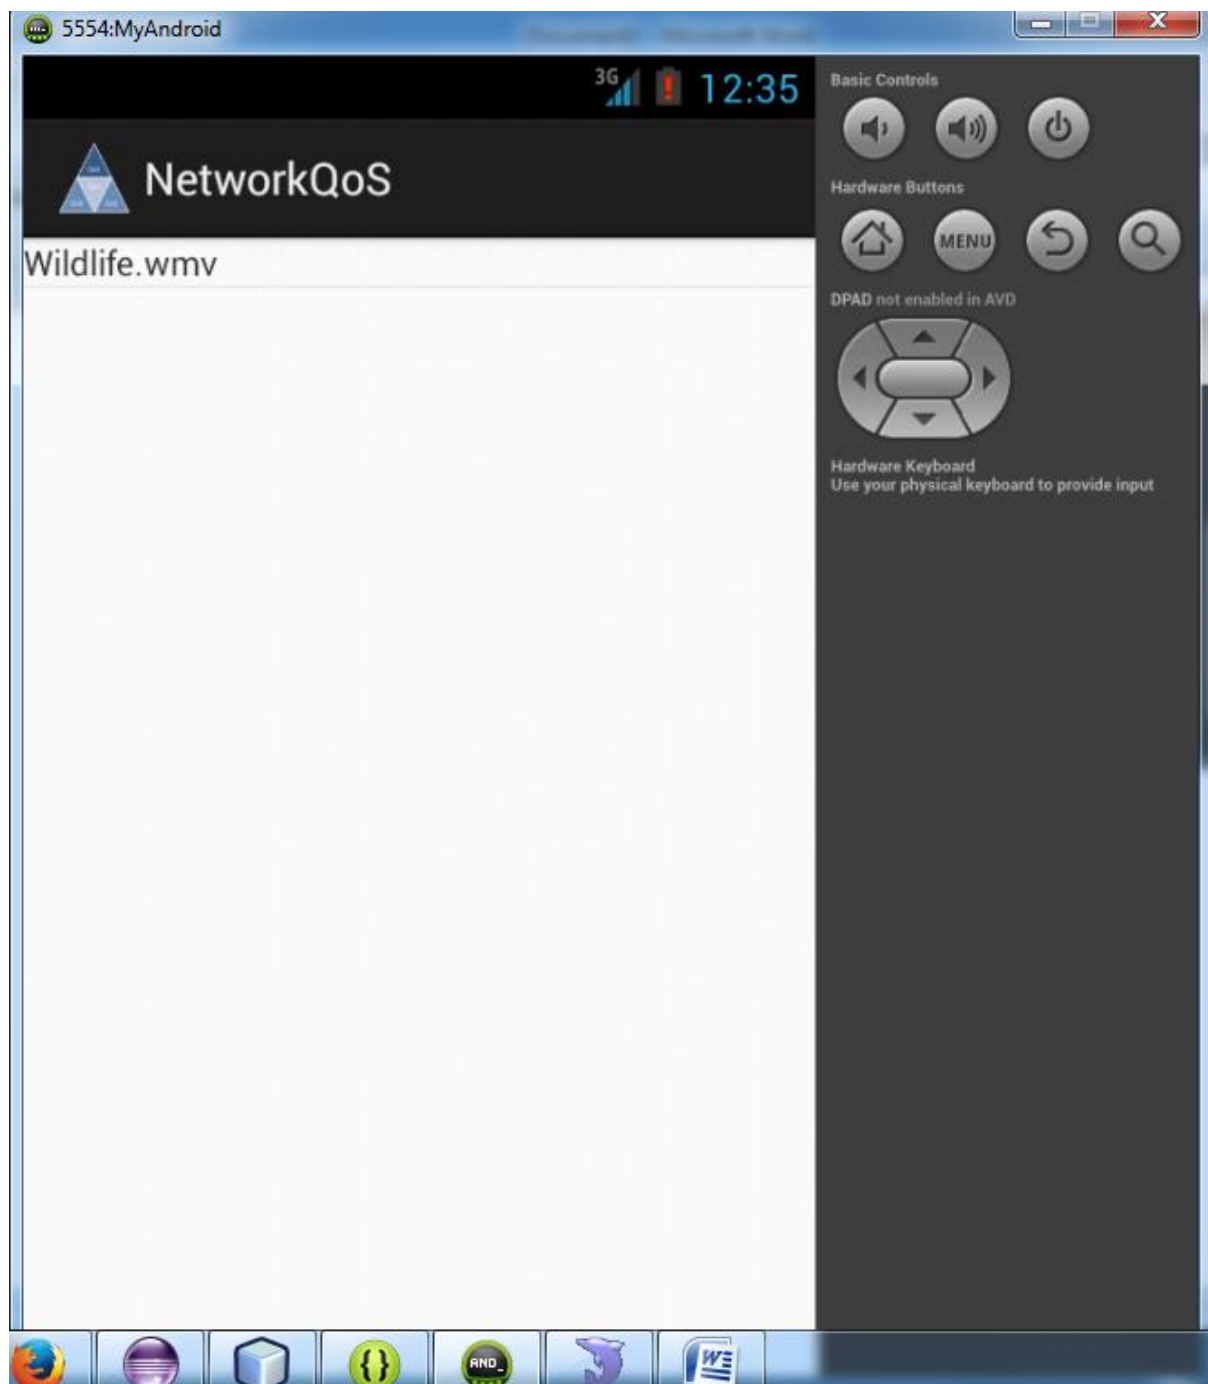 5554:MyAndroid
3G 12:35
NetworkQoS
Wildlife.wmv
Basic Controls
Hardware Buttons
MENU
DPAD not enabled in AVD
Hardware Keyboard
Use your physical keyboard to provide input
AND_
W